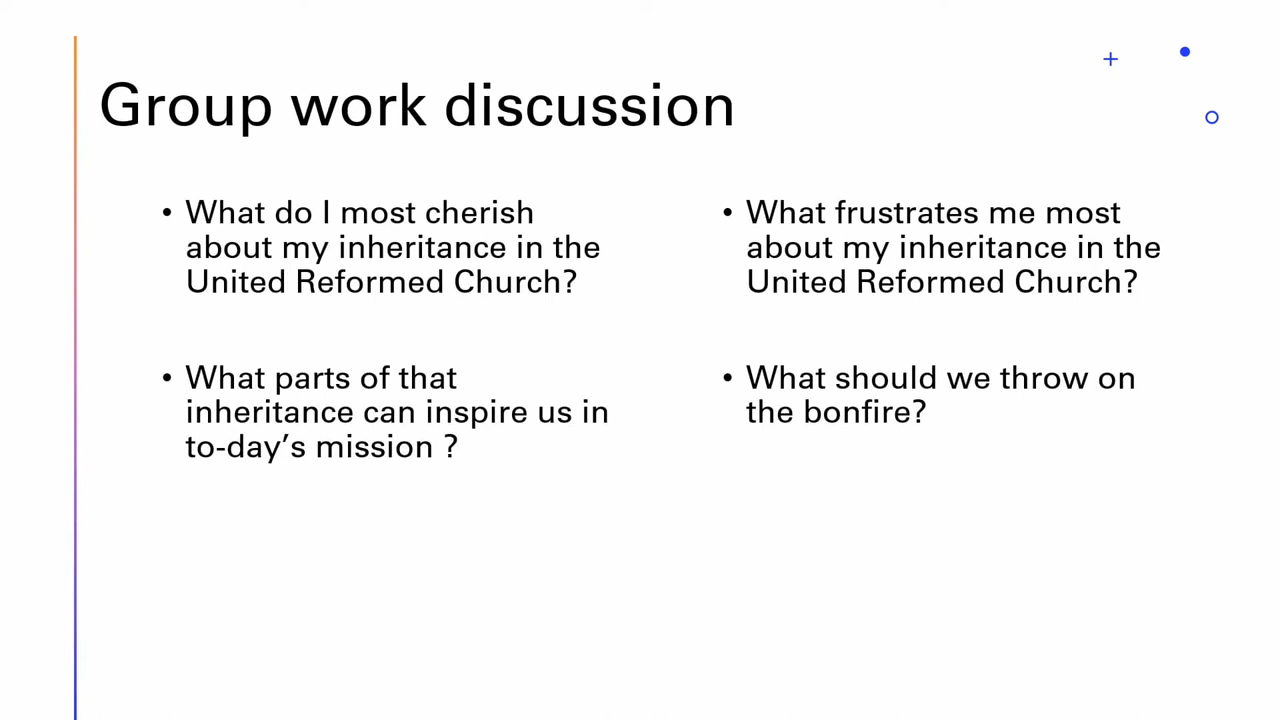 Group work discussion
• What do I most cherish
about my inheritance in the
United Reformed Church?
• What parts of that
inheritance can inspire us in
to-day’s mission ?
• What frustrates me most
about my inheritance in the
United Reformed Church?
• What should we throw on
the bonfire?